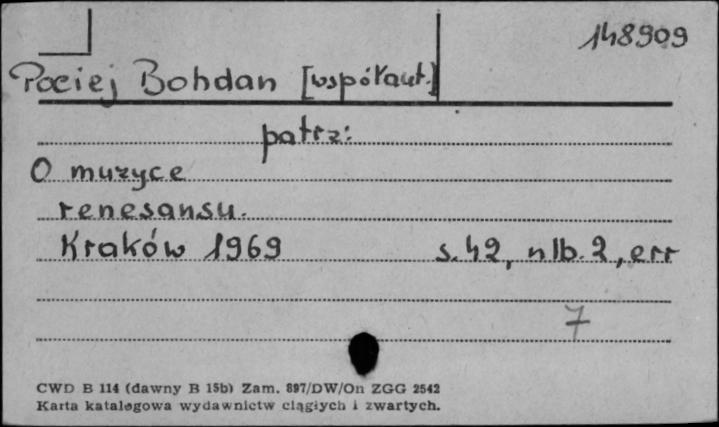 148909
Pociej Bohdan [współaut.]
patrz:
O muzyce
renesansu.
Kraków 1969 s.42, nlb.2, err
7
CWD B 114 (dawny B 15b) Zam. 897/DW/On ZGG 2542
Karta katalogowa wydawnictw ciągłych i zwartych.